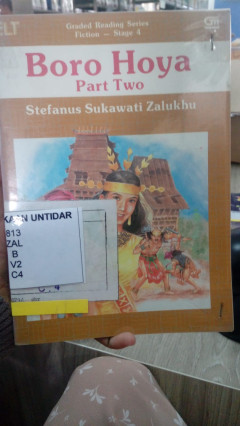 ELT
Graded Reading Series
Fiction — Stage 4
Boro Hoya
Part Two
Stefanus Sukawati Zalukhu
KAAN UNTIDAR
813
ZAL
B
V2
C4